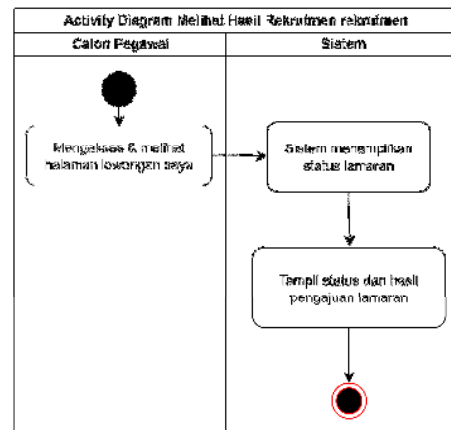 Activity Diagram Melihat Hasil Rekrutmen rekrutmen
Calon Pegawai
Sistem
Mengakses & melihat
halaman lowongan saya
Sistem menampilkan
status lamaran
Tampil status dan hasil
pengajuan lamaran